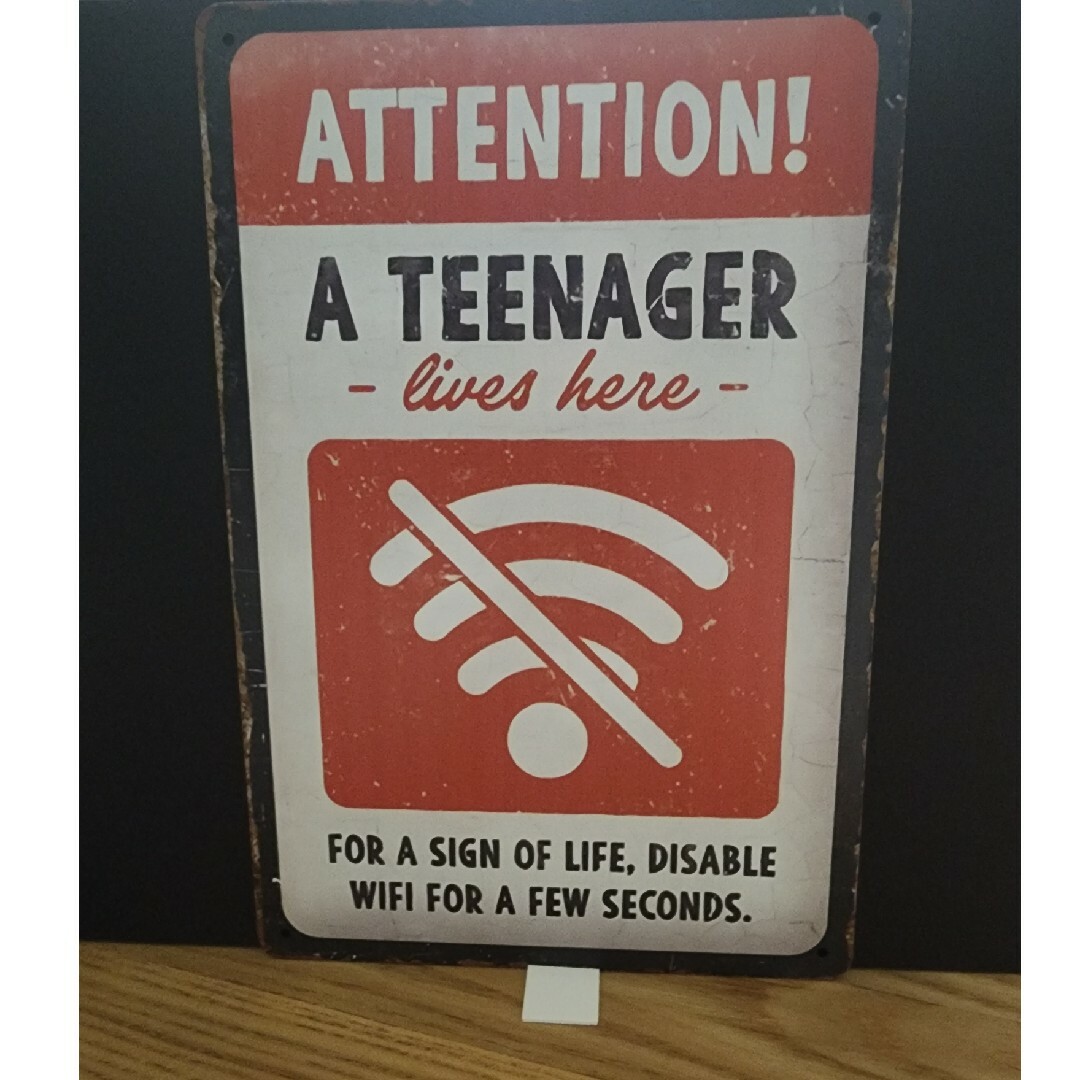 ATTENTION!
A TEENAGER
- lives here -
FOR A SIGN OF LIFE, DISABLE
WIFI FOR A FEW SECONDS.